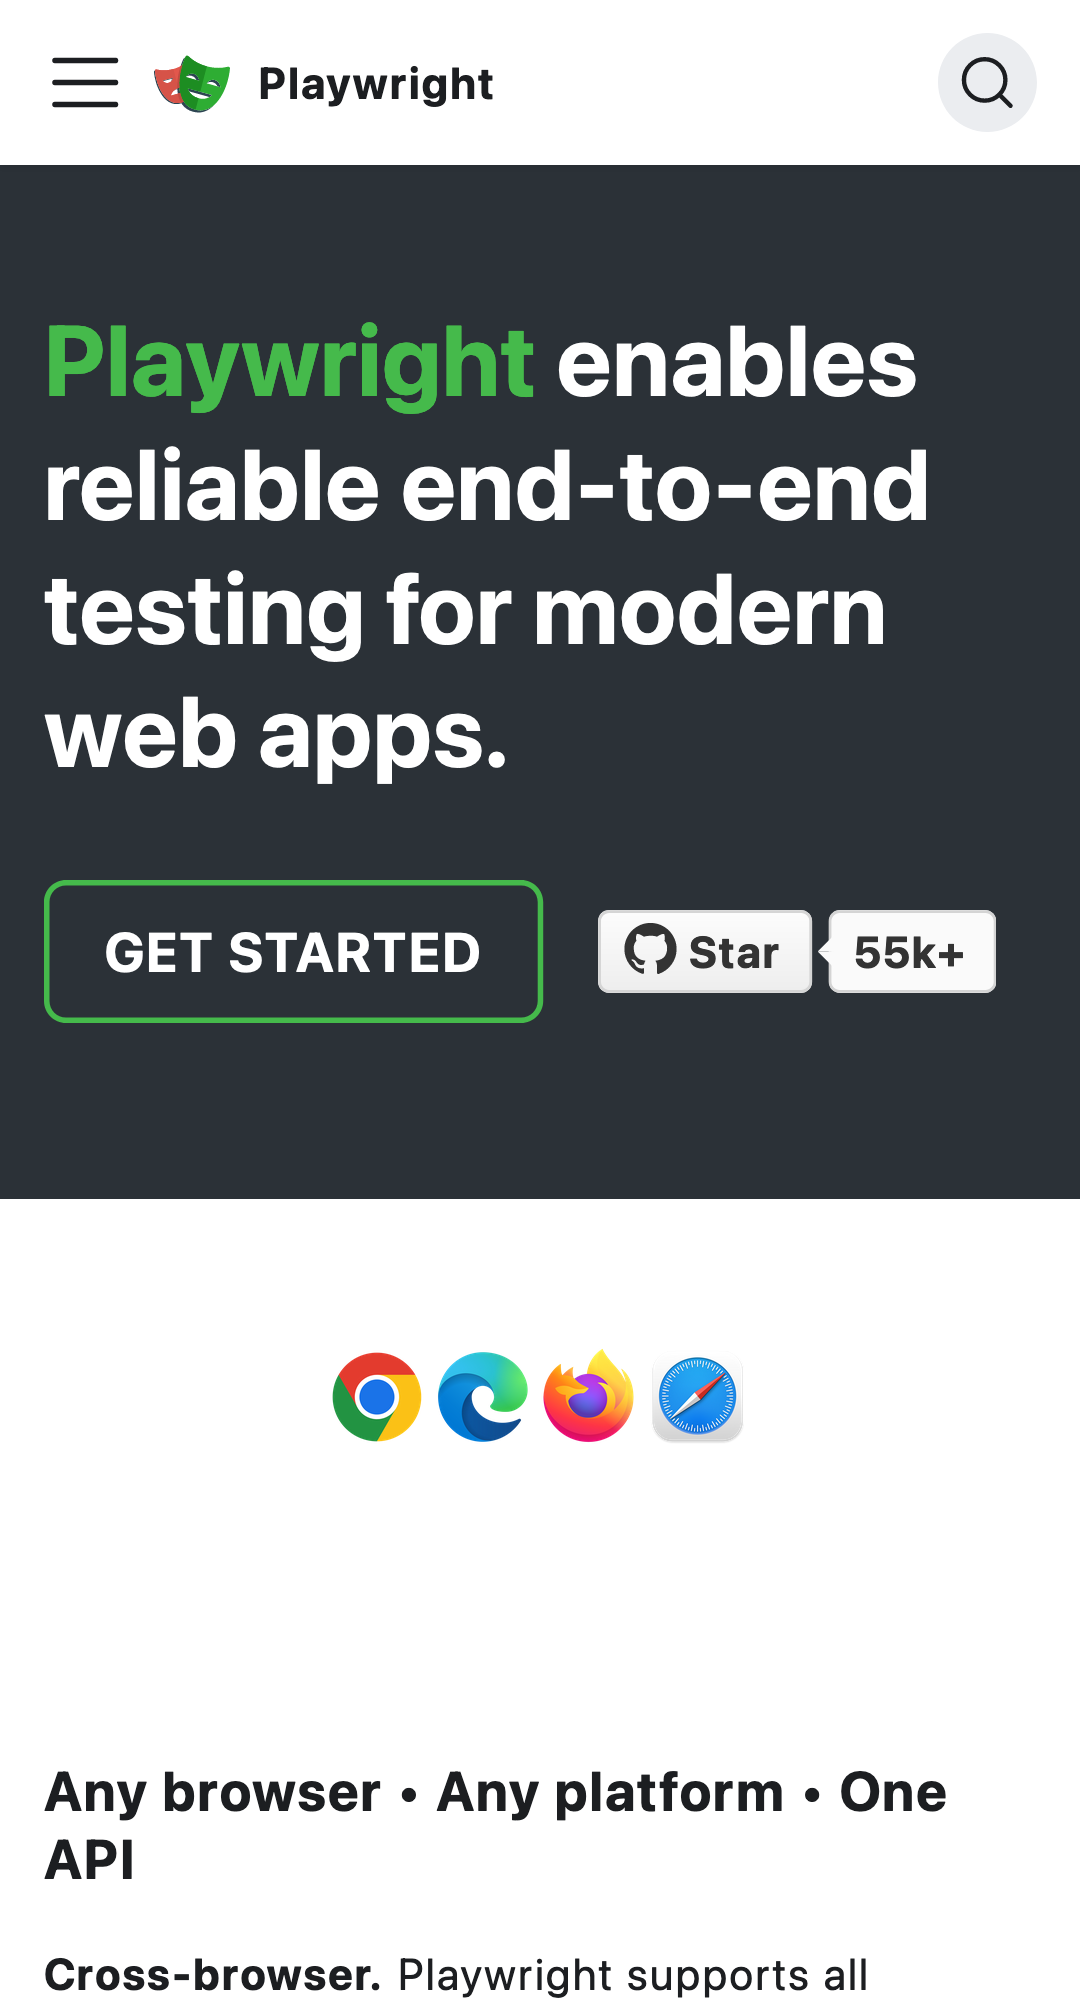 Playwright
Playwright enables
reliable end-to-end
testing for modern
web apps.
GET STARTED
Star
55k+
Any browser • Any platform • One
API
Cross-browser. Playwright supports all